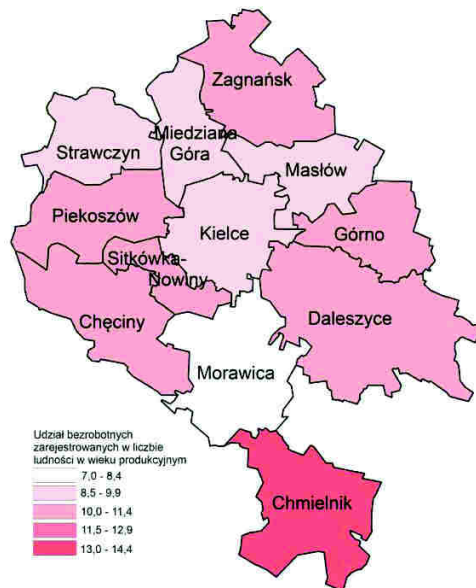 Zagnańsk
Miedziana
Góra
Strawczyn
Masłów
Piekoszów
Kielce
Górno
Sitkówka-
Nowiny
Chęciny
Daleszyce
Morawica
Udział bezrobotnych
zarejestrowanych w liczbie
ludności w wieku produkcyjnym
7,0 - 8,4
8,5 - 9,9
10,0 - 11,4
11,5 - 12,9
13,0 - 14,4
Chmielnik